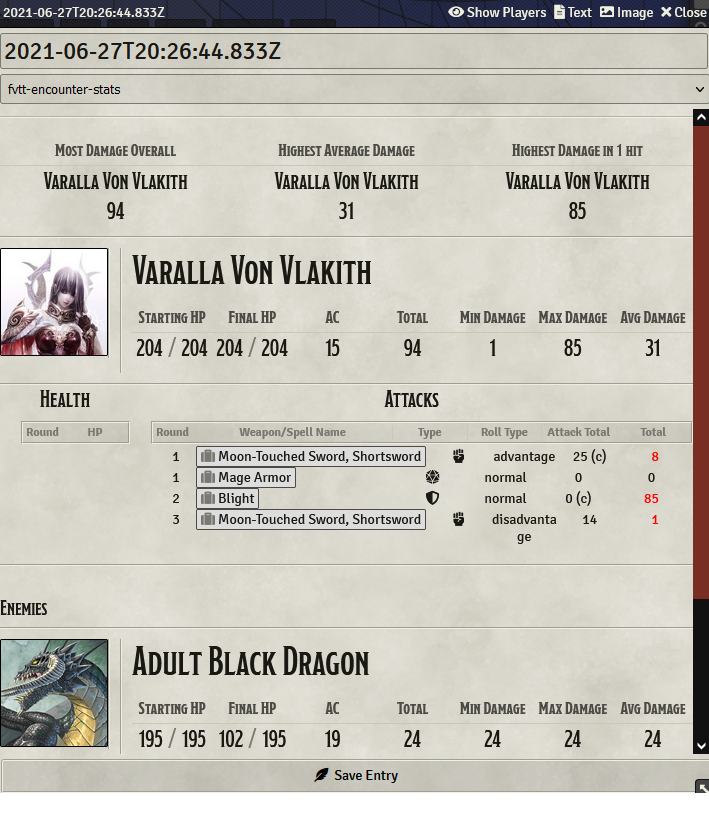 2021-06-27T20:26:44.833Z Show Players Text Image Close
2021-06-27T20:26:44.833Z
fvtt-encounter-stats
Most Damage Overall Highest Average Damage Highest Damage in 1 hit
Varalla Von Vlakith Varalla Von Vlakith Varalla Von Vlakith
94 31 85
Varalla Von Vlakith
Starting HP Final HP AC Total Min Damage Max Damage Avg Damage
204 / 204 204 / 204 15 94 1 85 31
Health Attacks
Round HP Round Weapon/Spell Name Type Roll Type Attack Total Total
1 Moon-Touched Sword, Shortsword advantage 25 (c) 8
1 Mage Armor normal 0 0
2 Blight normal 0 (c) 85
3 Moon-Touched Sword, Shortsword disadvanta 14 1
ge
Enemies
Adult Black Dragon
Starting HP Final HP AC Total Min Damage Max Damage Avg Damage
195 / 195 102 / 195 19 24 24 24 24
Save Entry